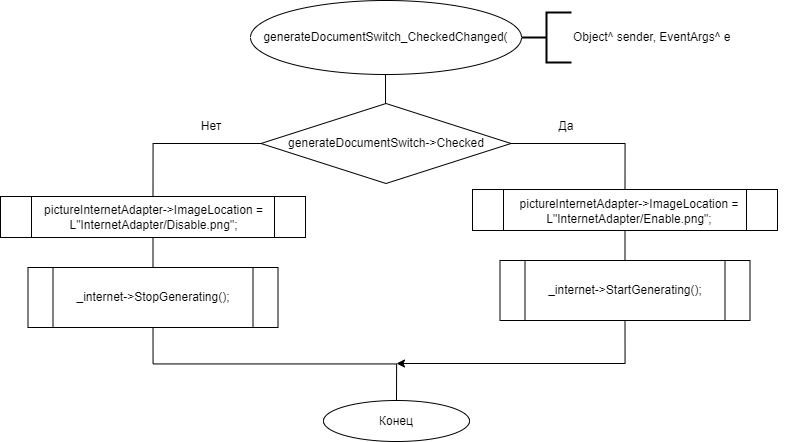 generateDocumentSwitch_CheckedChanged(
Object^ sender, EventArgs^ e
generateDocumentSwitch->Checked
Нет
Да
pictureInternetAdapter->ImageLocation =
L"InternetAdapter/Disable.png";
pictureInternetAdapter->ImageLocation =
L"InternetAdapter/Enable.png";
_internet->StopGenerating();
_internet->StartGenerating();
Конец